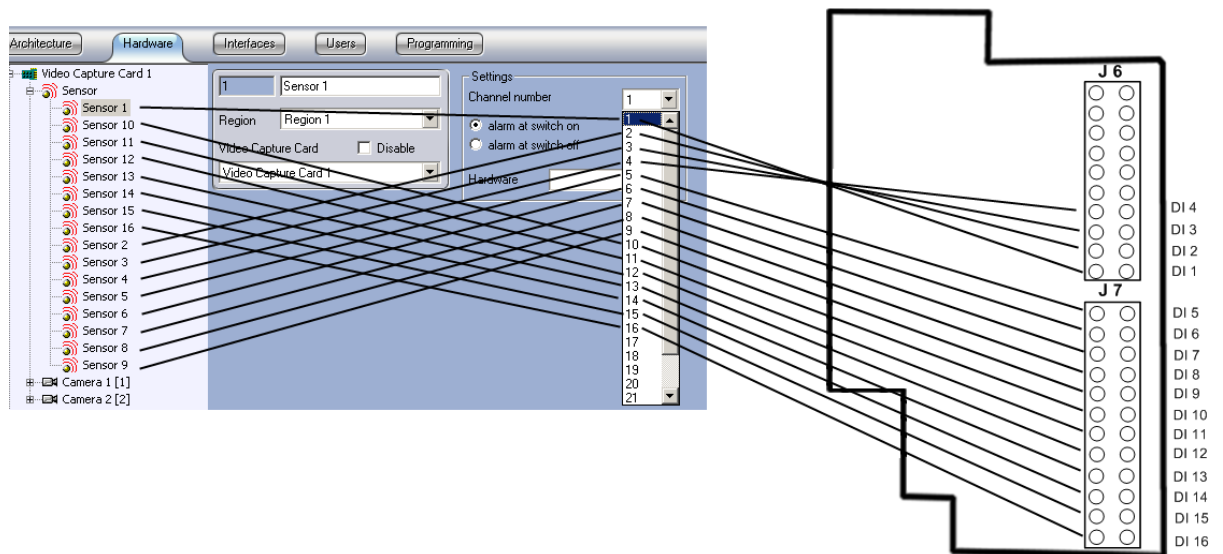 Architecture Hardware Interfaces Users Programming
Video Capture Card 1
Sensor
Sensor 1
Sensor 10
Sensor 11
Sensor 12
Sensor 13
Sensor 14
Sensor 15
Sensor 16
Sensor 2
Sensor 3
Sensor 4
Sensor 5
Sensor 6
Sensor 7
Sensor 8
Sensor 9
Camera 1 [1]
Camera 2 [2]
1 Sensor 1
Region Region 1
Video Capture Card Disable
Video Capture Card 1
Settings
Channel number 1
alarm at switch on
alarm at switch off
Hardware
1
2
3
4
5
6
7
8
9
10
11
12
13
14
15
16
17
18
19
20
21
J 6
DI 4
DI 3
DI 2
DI 1
J 7
DI 5
DI 6
DI 7
DI 8
DI 9
DI 10
DI 11
DI 12
DI 13
DI 14
DI 15
DI 16